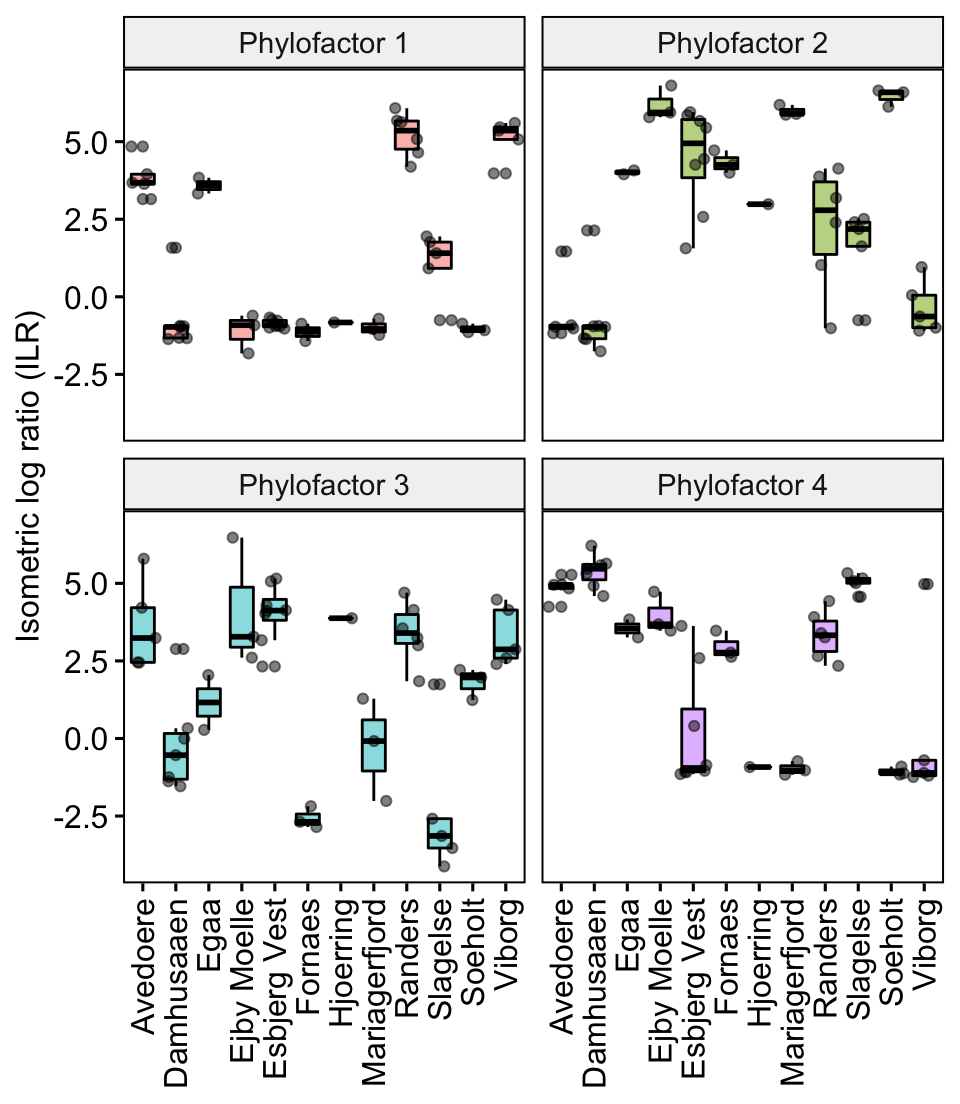 Phylofactor 1
Phylofactor 2
5.0
2.5
0.0
-2.5
Phylofactor 3
Phylofactor 4
5.0
2.5
0.0
-2.5
Isometric log ratio (ILR)
Avedoere
Damhusaaen
Egaa
Ejby Moelle
Esbjerg Vest
Fornaes
Hjoerring
Mariagerfjord
Randers
Slagelse
Soeholt
Viborg
Avedoere
Damhusaaen
Egaa
Ejby Moelle
Esbjerg Vest
Fornaes
Hjoerring
Mariagerfjord
Randers
Slagelse
Soeholt
Viborg